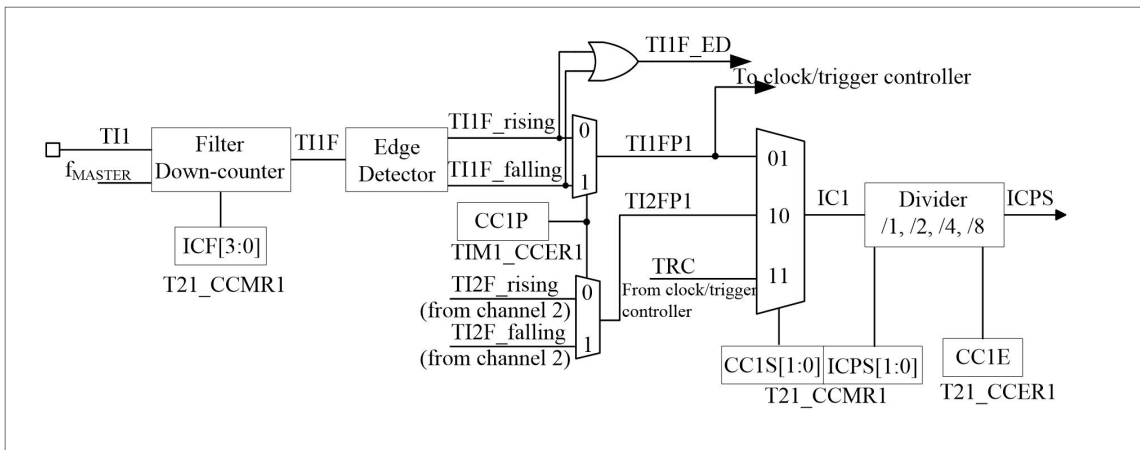 TI1F_ED
To clock/trigger controller
TI1
f_MASTER
Filter
Down-counter
TI1F
Edge
Detector
TI1F_rising
TI1F_falling
0
1
TI1FP1
TI2FP1
CC1P
TIM1_CCER1
ICF[3:0]
T21_CCMR1
TI2F_rising
(from channel 2)
TI2F_falling
(from channel 2)
0
1
TRC
From clock/trigger
controller
01
10
11
IC1
Divider
/1, /2, /4, /8
ICPS
CC1S[1:0]
ICPS[1:0]
T21_CCMR1
CC1E
T21_CCER1